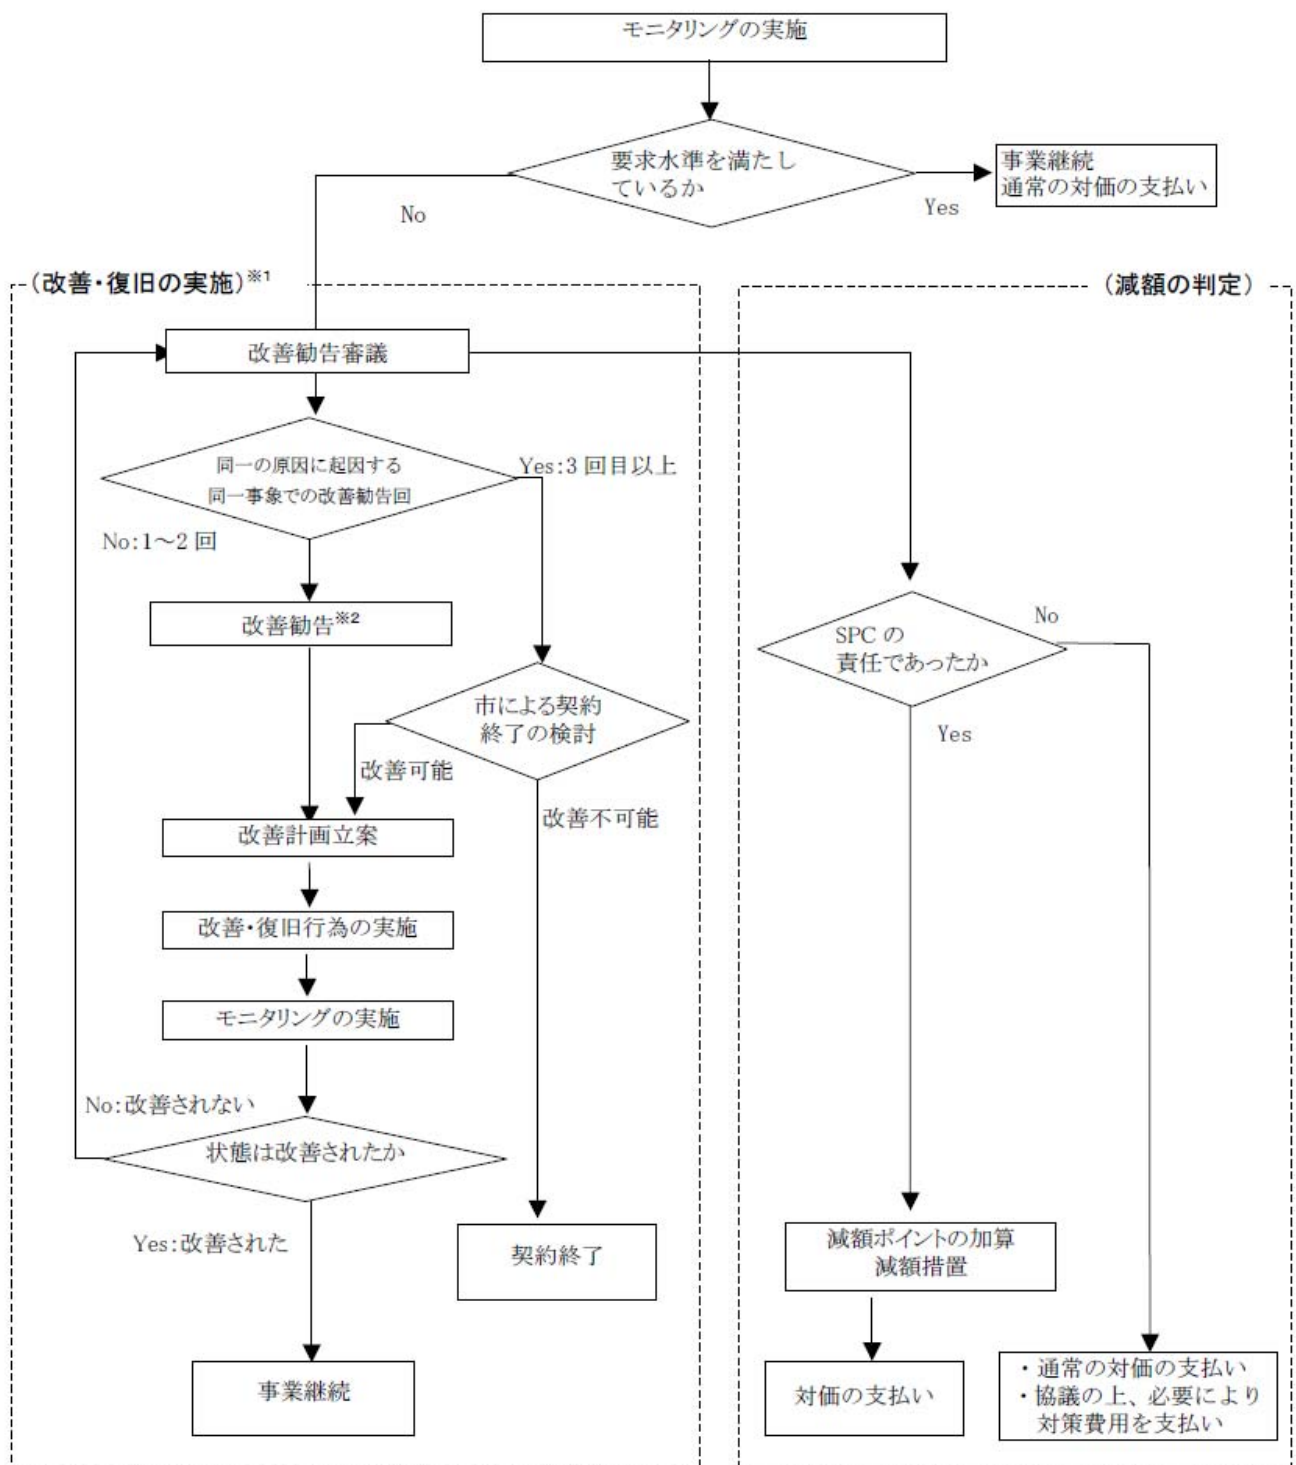 モニタリングの実施
要求水準を満たし
ているか
事業継続
通常の対価の支払い
No
Yes
(改善・復旧の実施)※1
(減額の判定)
改善勧告審議
同一の原因に起因する
同一事象での改善勧告回
Yes:3 回目以上
No:1～2 回
改善勧告※2
SPC の
責任であったか
No
Yes
市による契約
終了の検討
改善可能
改善不可能
改善計画立案
改善・復旧行為の実施
モニタリングの実施
No:改善されない
状態は改善されたか
Yes:改善された
契約終了
減額ポイントの加算
減額措置
事業継続
対価の支払い
・通常の対価の支払い
・協議の上、必要により
対策費用を支払い